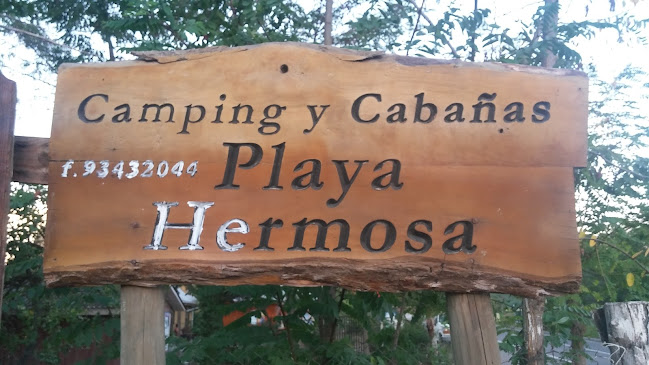 Camping y Cabañas
f. 93432044 Playa
Hermosa